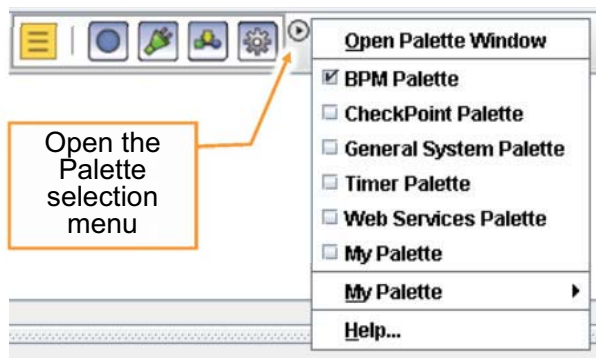 Open Palette Window
BPM Palette
CheckPoint Palette
General System Palette
Timer Palette
Web Services Palette
My Palette
My Palette
Help...
Open the
Palette
selection
menu